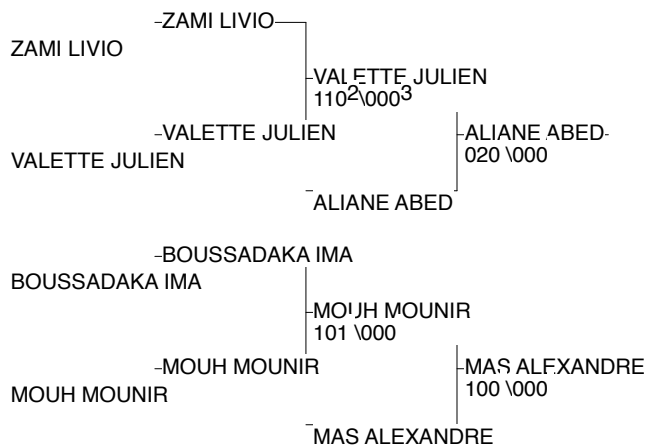 ZAMI LIVIO
ZAMI LIVIO
VALETTE JULIEN
110²\000³
VALETTE JULIEN
ALIANE ABED
020 \000
VALETTE JULIEN
ALIANE ABED
BOUSSADAKA IMA
BOUSSADAKA IMA
MOUH MOUNIR
101 \000
MOUH MOUNIR
MAS ALEXANDRE
100 \000
MOUH MOUNIR
MAS ALEXANDRE